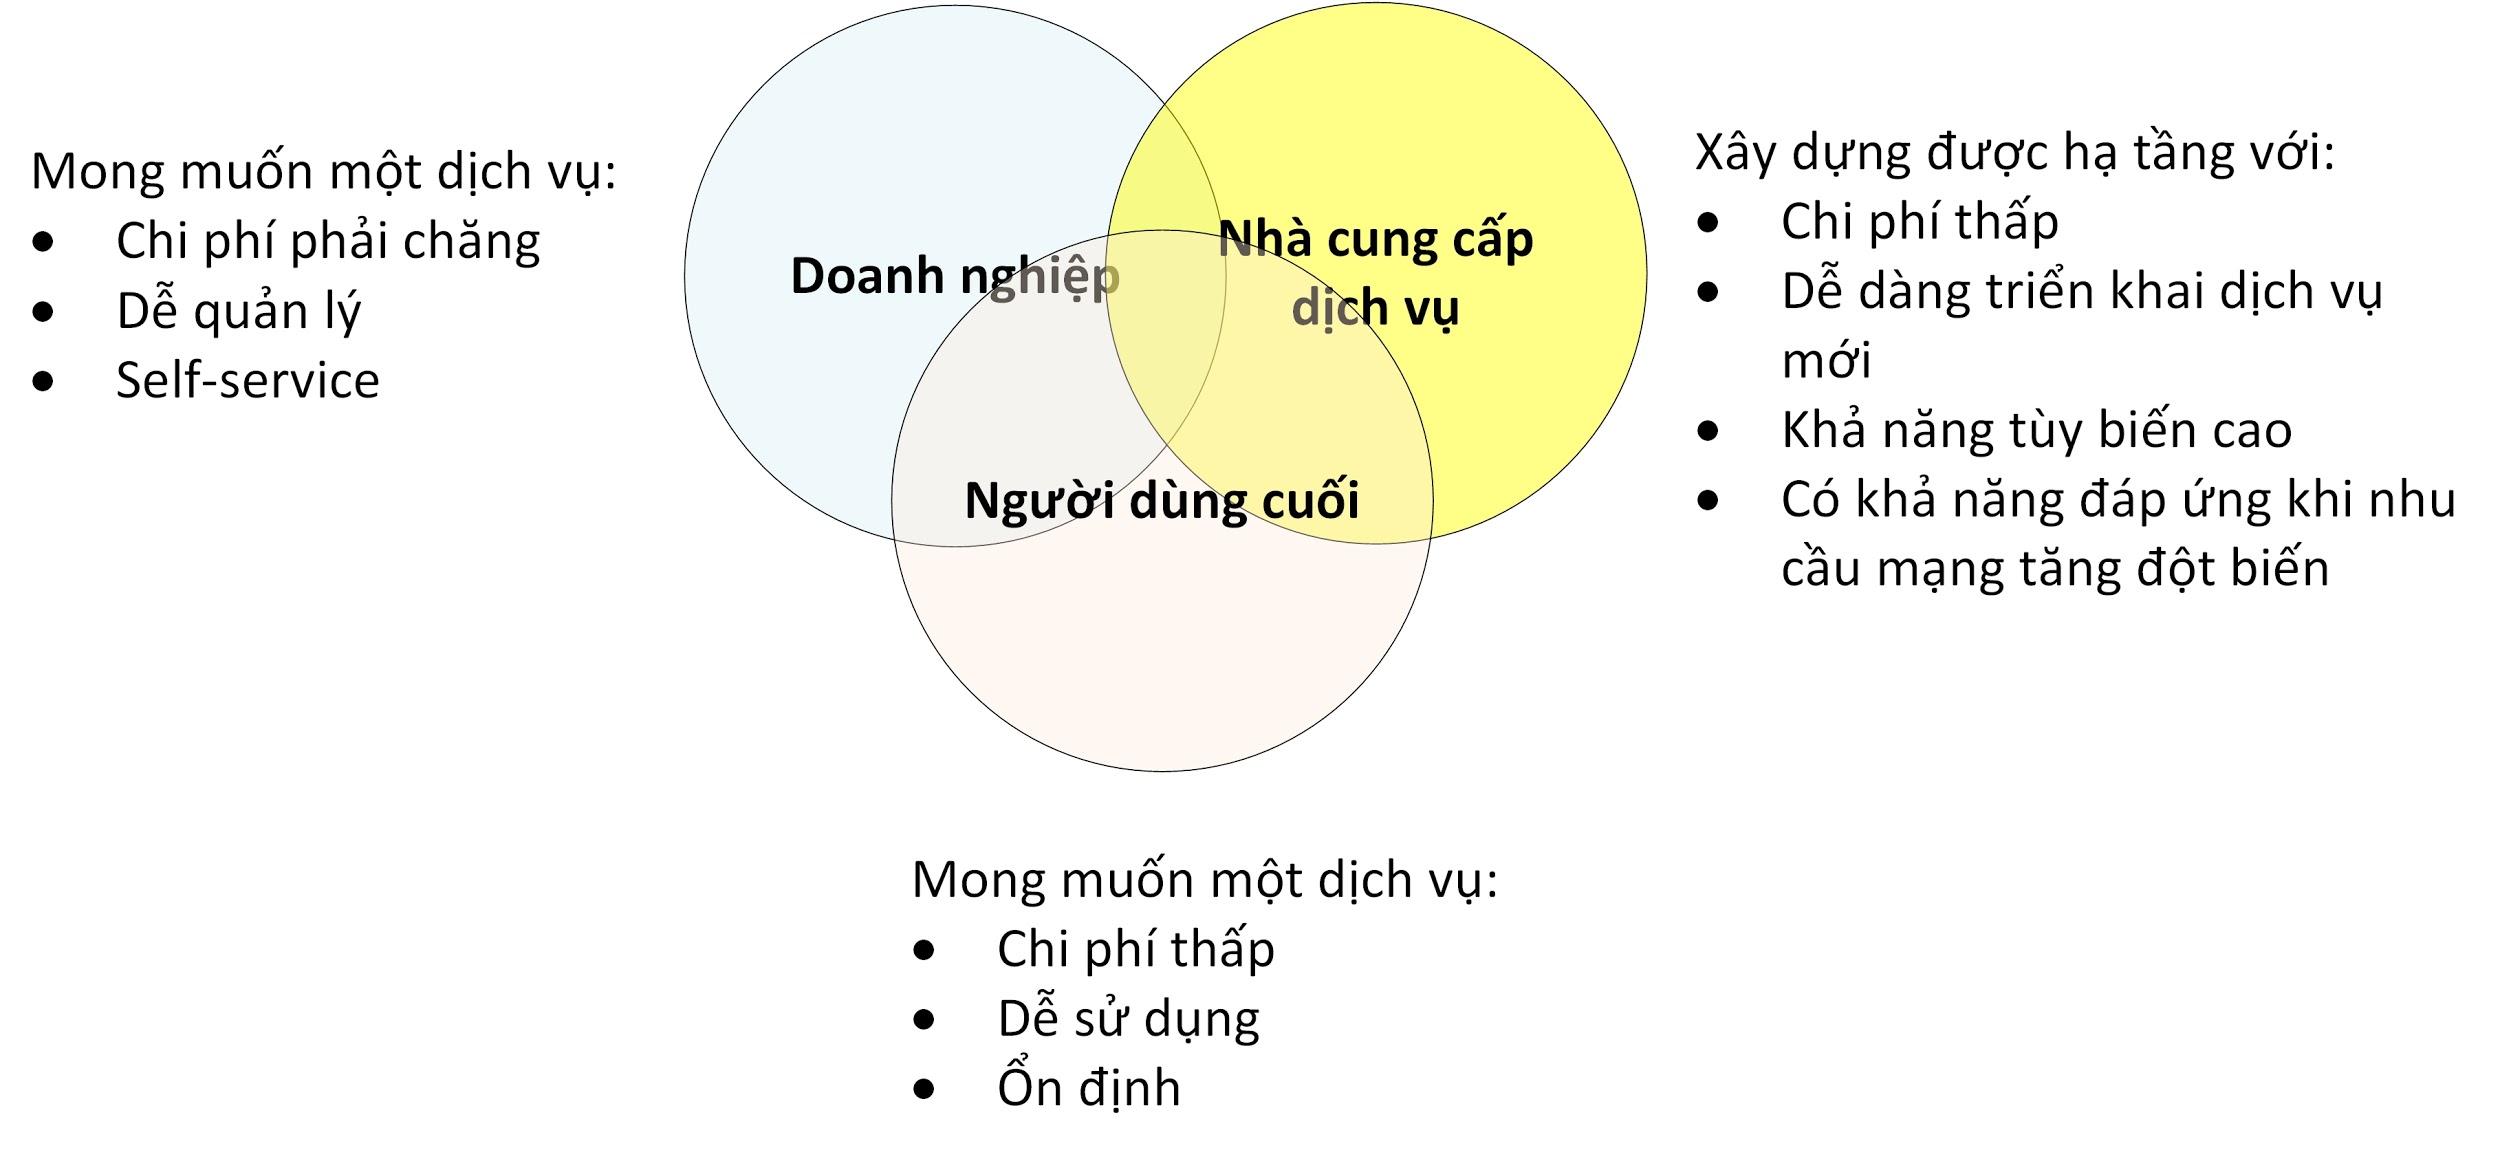 Mong muốn một dịch vụ:
● Chi phí phải chăng
● Dễ quản lý
● Self-service
Doanh nghiệp
Nhà cung cấp
dịch vụ
Người dùng cuối
Xây dựng được hạ tầng với:
● Chi phí thấp
● Dễ dàng triển khai dịch vụ
mới
● Khả năng tùy biến cao
● Có khả năng đáp ứng khi nhu
cầu mạng tăng đột biến
Mong muốn một dịch vụ:
● Chi phí thấp
● Dễ sử dụng
● Ổn định